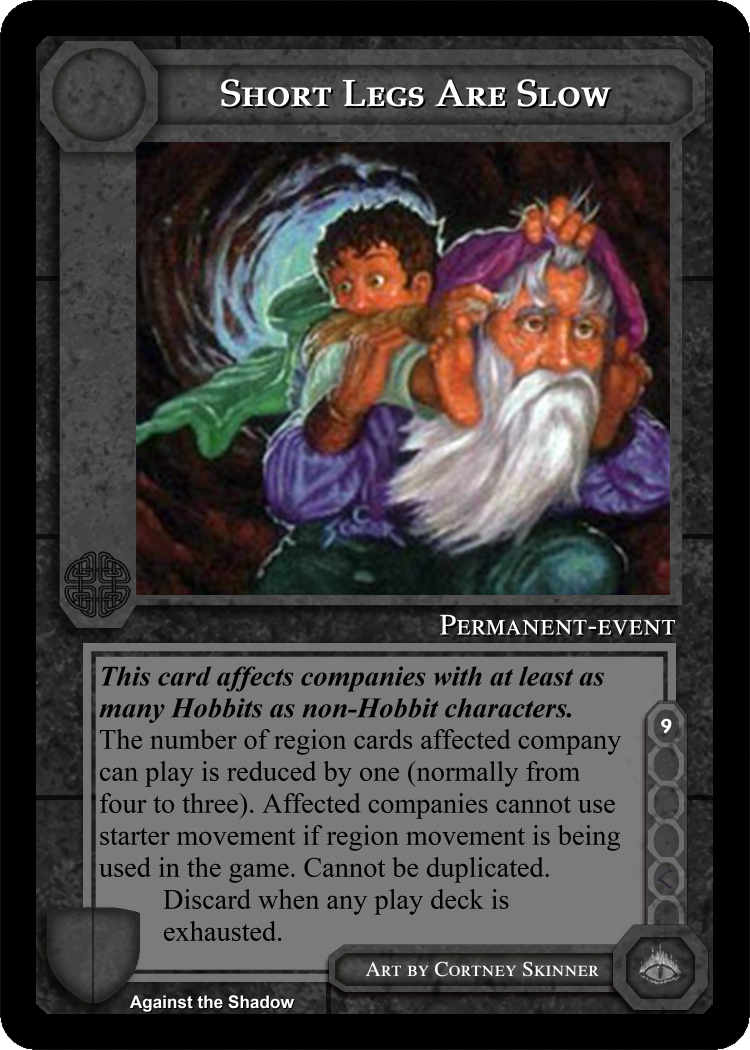 Short Legs Are Slow
Permanent-event
This card affects companies with at least as
many Hobbits as non-Hobbit characters.
The number of region cards affected company
can play is reduced by one (normally from
four to three). Affected companies cannot use
starter movement if region movement is being
used in the game. Cannot be duplicated.
Discard when any play deck is
exhausted.
9
Art by Cortney Skinner
Against the Shadow